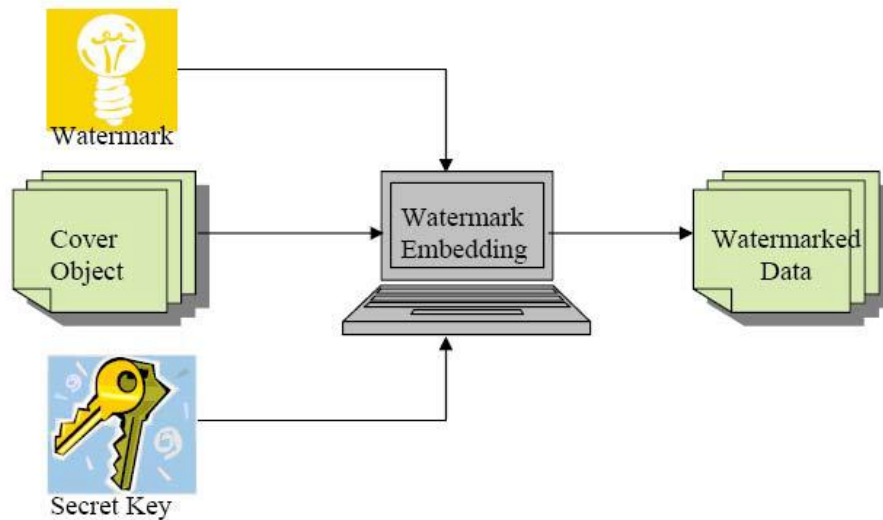 Watermark
Cover
Object
Watermark
Embedding
Watermarked
Data
Secret Key